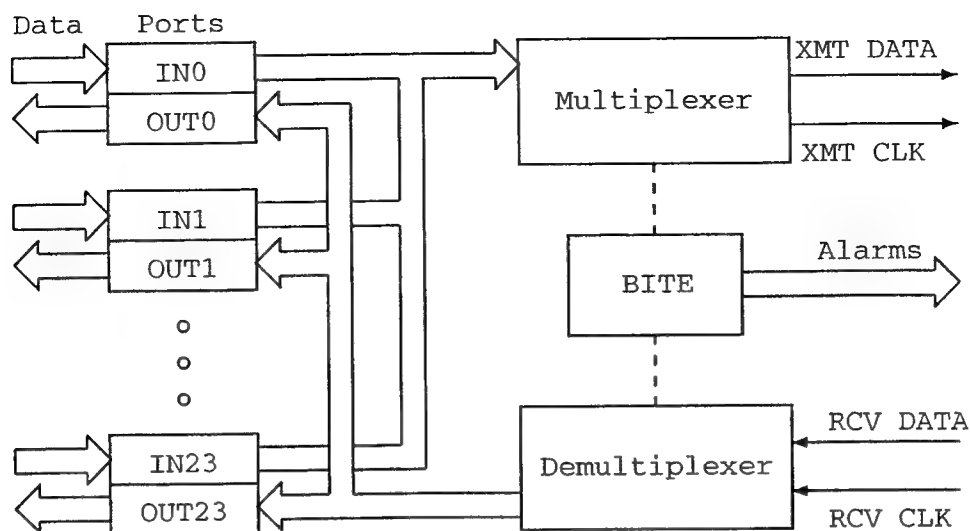 Data
Ports
IN0
OUT0
IN1
OUT1
IN23
OUT23
Multiplexer
XMT DATA
XMT CLK
BITE
Alarms
Demultiplexer
RCV DATA
RCV CLK